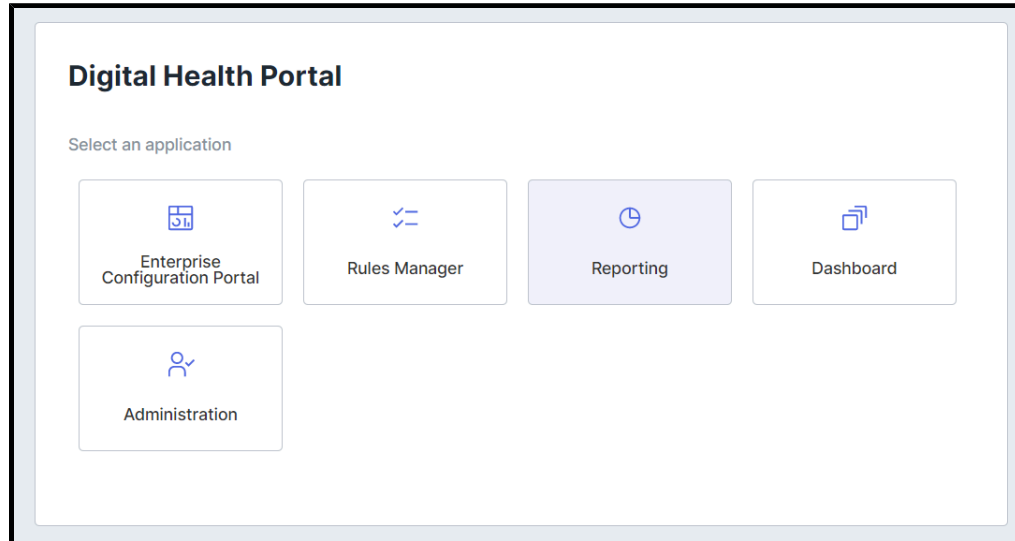 Digital Health Portal
Select an application
Enterprise
Configuration Portal
Rules Manager
Reporting
Dashboard
Administration